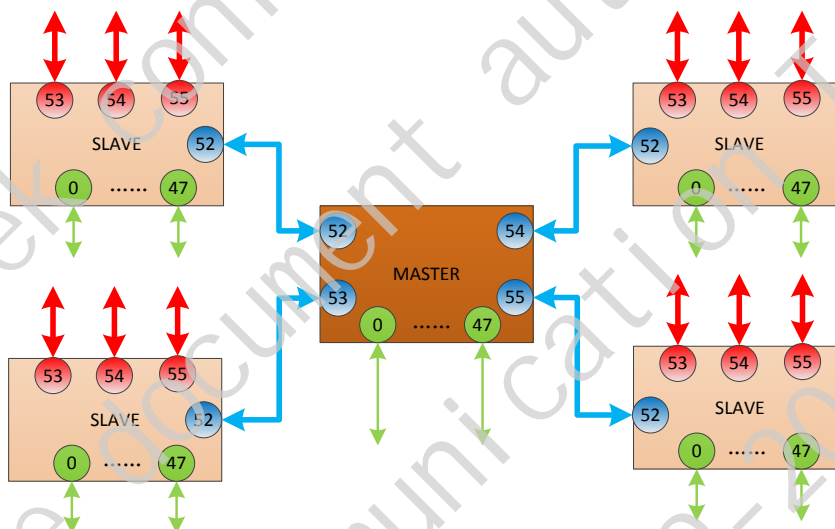 53 54 55
SLAVE 52
0 ...... 47
53 54 55
52 SLAVE
0 ...... 47
52 54
MASTER
53 55
0 ...... 47
53 54 55
SLAVE 52
0 ...... 47
53 54 55
52 SLAVE
0 ...... 47